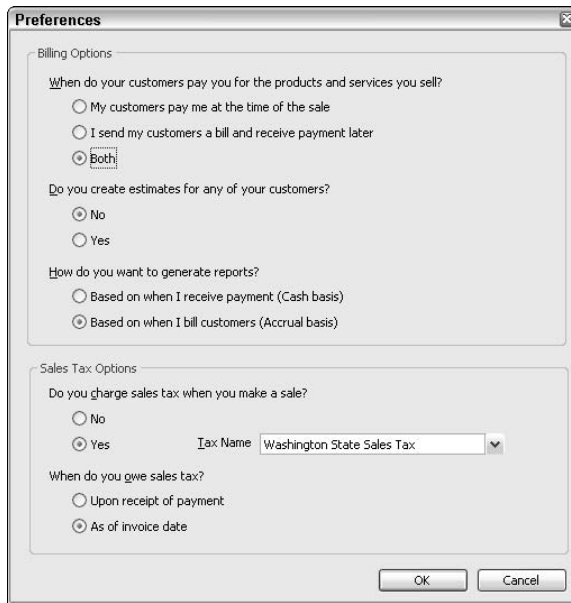 Preferences
Billing Options
When do your customers pay you for the products and services you sell?
My customers pay me at the time of the sale
I send my customers a bill and receive payment later
Both
Do you create estimates for any of your customers?
No
Yes
How do you want to generate reports?
Based on when I receive payment (Cash basis)
Based on when I bill customers (Accrual basis)
Sales Tax Options
Do you charge sales tax when you make a sale?
No
Yes Tax Name Washington State Sales Tax
When do you owe sales tax?
Upon receipt of payment
As of invoice date
OK Cancel